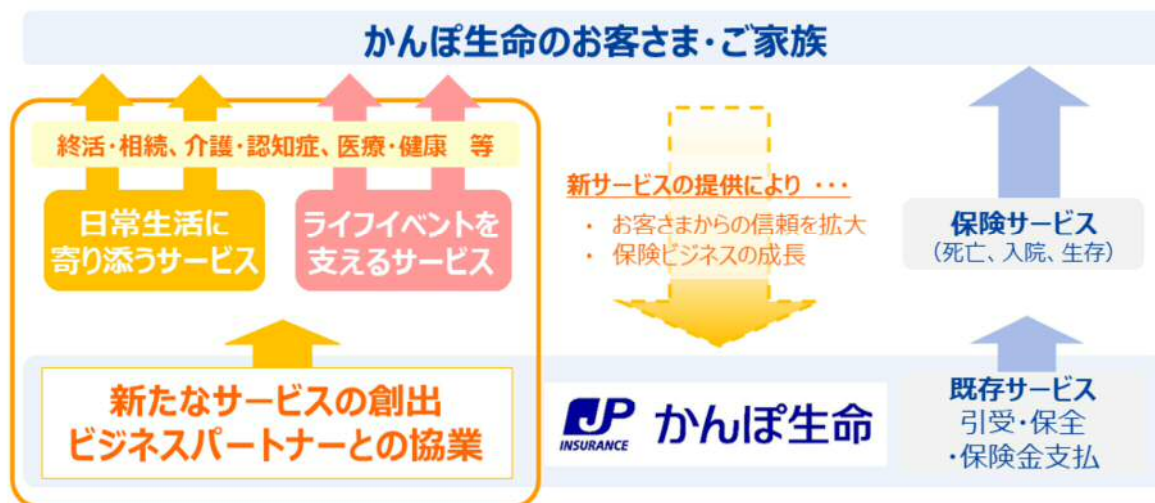 かんぽ生命のお客さま・ご家族
終活・相続、介護・認知症、医療・健康　等
日常生活に
寄り添うサービス
ライフイベントを
支えるサービス
新たなサービスの創出
ビジネスパートナーとの協業
新サービスの提供により ・・・
・ お客さまからの信頼を拡大
・ 保険ビジネスの成長
JP
INSURANCE
かんぽ生命
保険サービス
（死亡、入院、生存）
既存サービス
引受・保全
・保険金支払